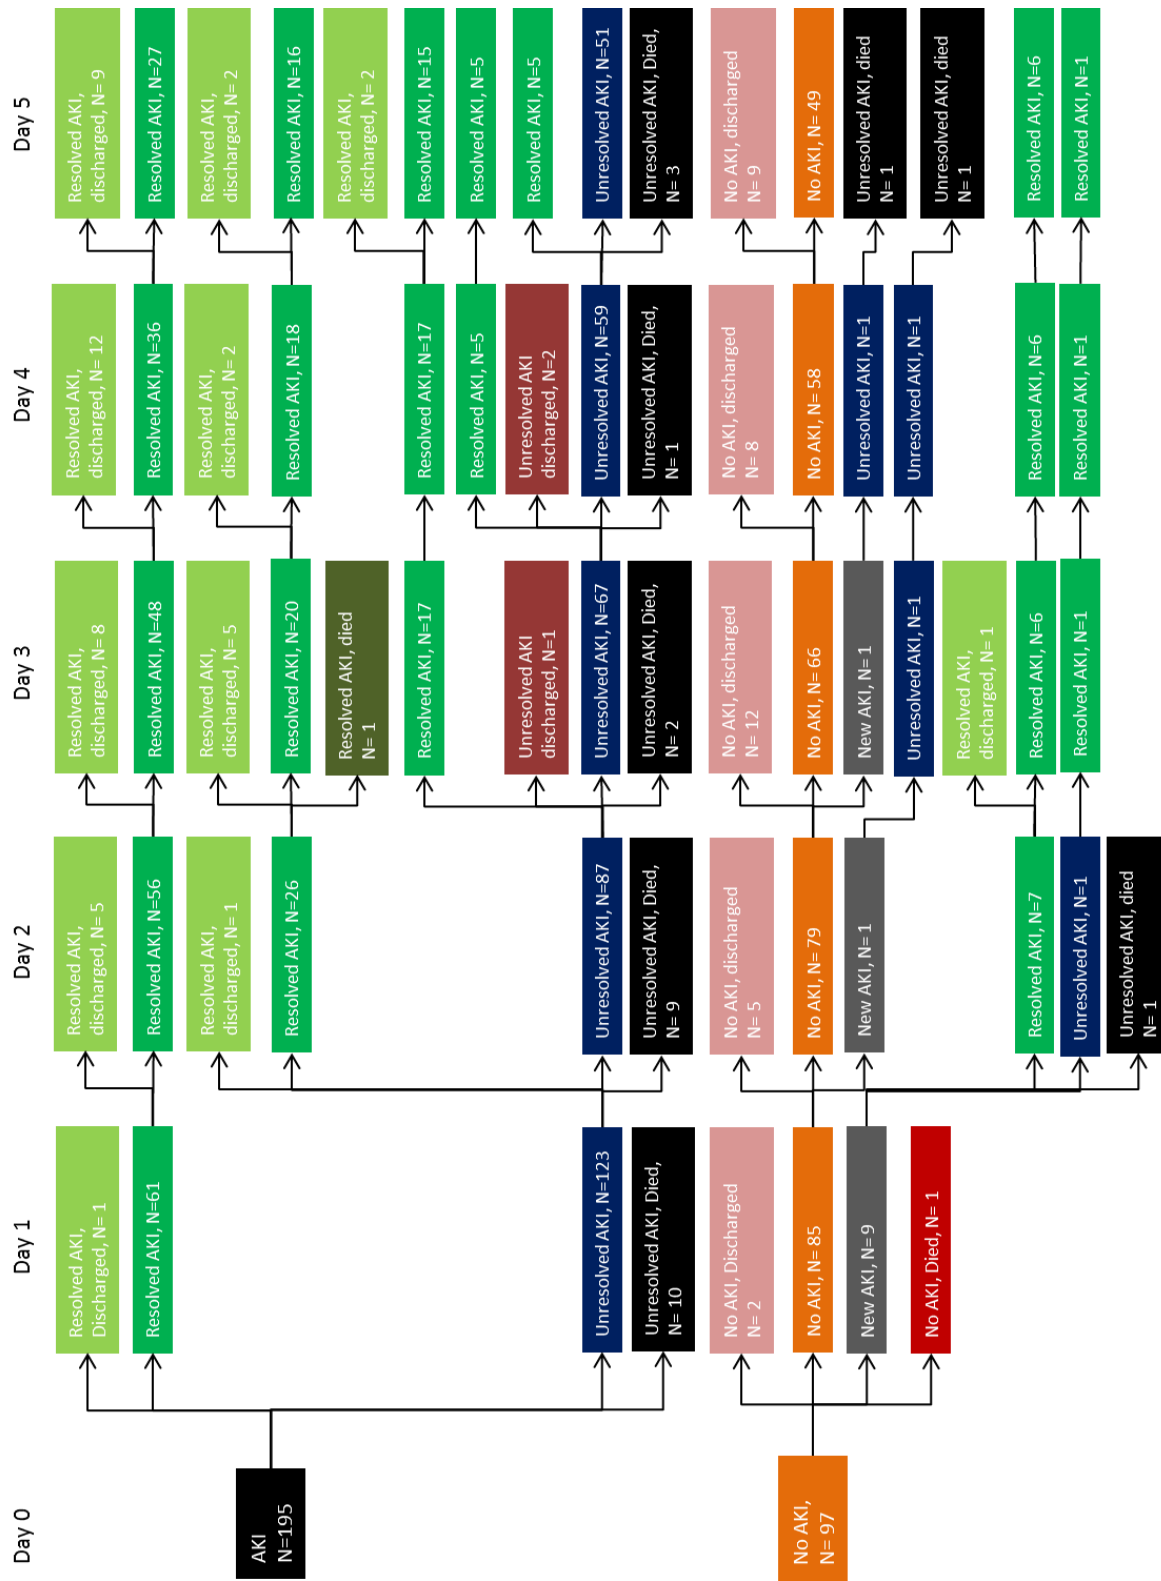 Day 0
Day 1
Day 2
Day 3
Day 4
Day 5
AKI
N=195
No AKI,
N= 97
Resolved AKI,
Discharged, N= 1
Resolved AKI, N=61
Unresolved AKI, N=123
Unresolved AKI, Died,
N= 10
No AKI, Discharged
N= 2
No AKI, N= 85
New AKI, N= 9
No AKI, Died, N= 1
Resolved AKI,
discharged, N= 5
Resolved AKI, N=56
Resolved AKI,
discharged, N= 1
Resolved AKI, N=26
Unresolved AKI, N=87
Unresolved AKI, Died,
N= 9
No AKI, discharged
N= 5
No AKI, N= 79
New AKI, N= 1
Resolved AKI, N=7
Unresolved AKI, N=1
Unresolved AKI, died
N= 1
Resolved AKI,
discharged, N= 8
Resolved AKI, N=48
Resolved AKI,
discharged, N= 5
Resolved AKI, N=20
Resolved AKI, died
N= 1
Resolved AKI, N=17
Unresolved AKI
discharged, N=1
Unresolved AKI, N=67
Unresolved AKI, Died,
N= 2
No AKI, discharged
N= 12
No AKI, N= 66
New AKI, N= 1
Unresolved AKI, N=1
Resolved AKI,
discharged, N= 1
Resolved AKI, N=6
Resolved AKI, N=1
Resolved AKI,
discharged, N= 12
Resolved AKI, N=36
Resolved AKI,
discharged, N= 2
Resolved AKI, N=18
Resolved AKI, N=17
Resolved AKI, N=5
Unresolved AKI
discharged, N=2
Unresolved AKI, N=59
Unresolved AKI, Died,
N= 1
No AKI, discharged
N= 8
No AKI, N= 58
Unresolved AKI, N=1
Unresolved AKI, N=1
Resolved AKI, N=6
Resolved AKI, N=1
Resolved AKI,
discharged, N= 9
Resolved AKI, N=27
Resolved AKI,
discharged, N= 2
Resolved AKI, N=16
Resolved AKI,
discharged, N= 2
Resolved AKI, N=15
Resolved AKI, N=5
Resolved AKI, N=5
Unresolved AKI, N=51
Unresolved AKI, Died,
N= 3
No AKI, discharged
N= 9
No AKI, N= 49
Unresolved AKI, died
N= 1
Unresolved AKI, died
N= 1
Resolved AKI, N=6
Resolved AKI, N=1